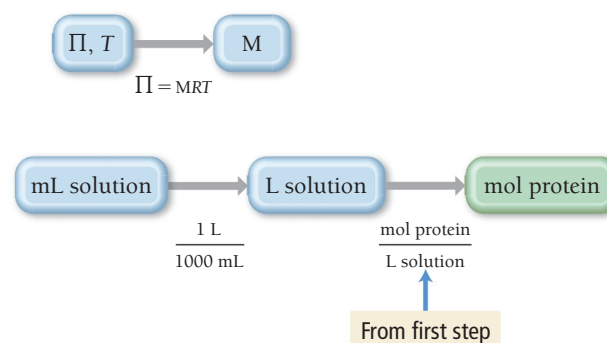 Π, T
M
Π = MRT
mL solution
L solution
mol protein
1 L
1000 mL
mol protein
L solution
From first step